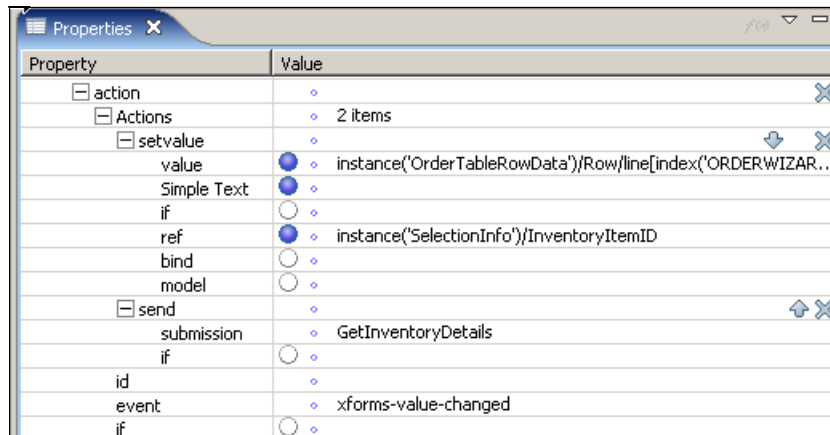 Properties
Property Value
action
Actions 2 items
setvalue
value instance('OrderTableRowData')/Row/line[index('ORDERWIZAR...
Simple Text
if
ref instance('SelectionInfo')/InventoryItemID
bind
model
send
submission GetInventoryDetails
if
id
event xforms-value-changed
if